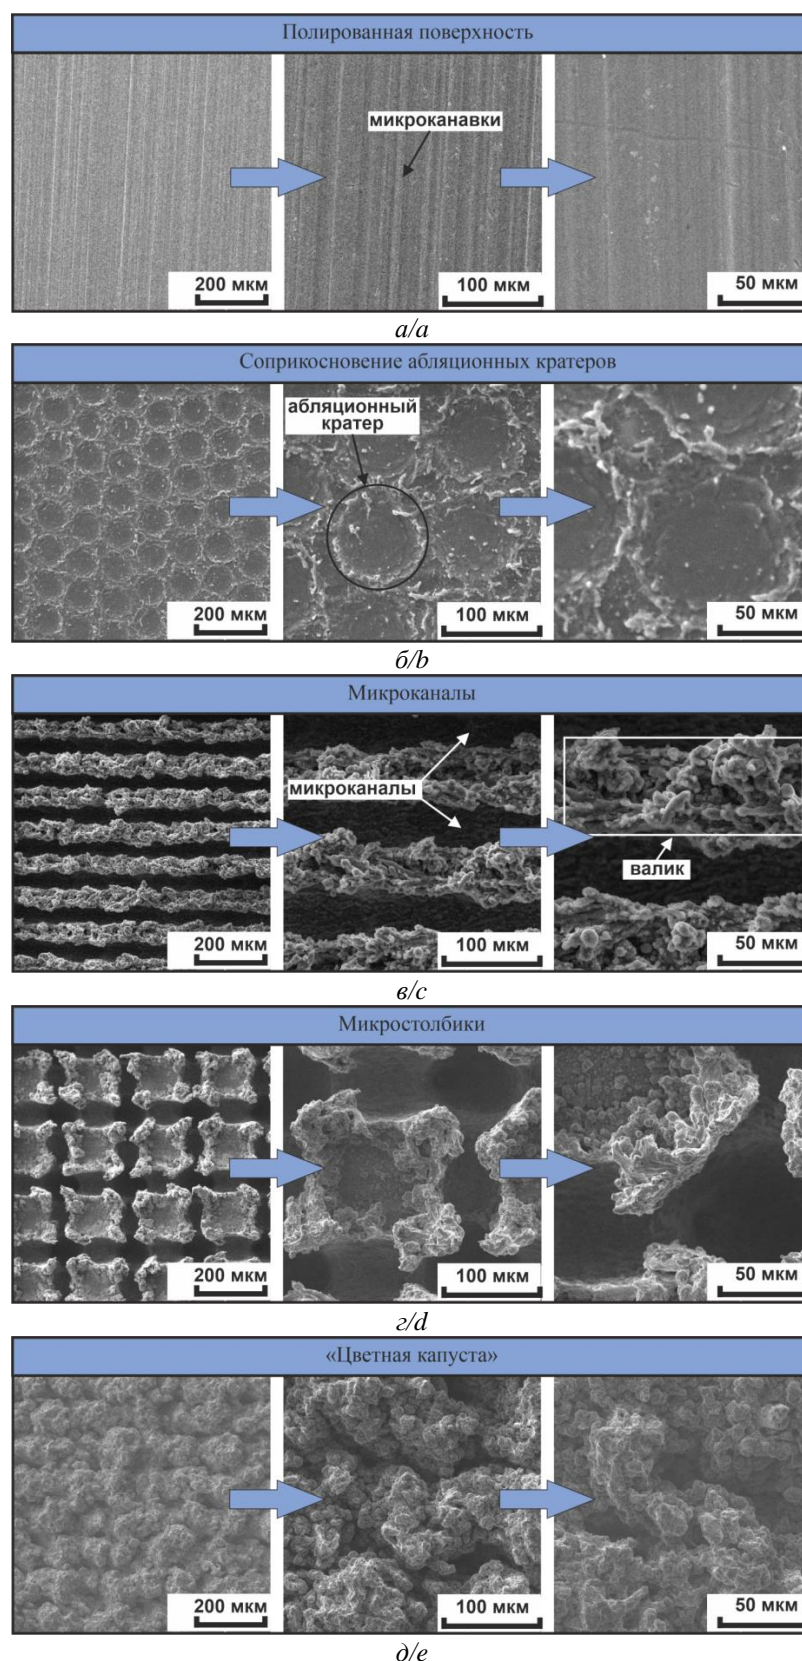 Полированная поверхность
микроканавки
200 мкм
100 мкм
50 мкм
а/a
Соприкосновение абляционных кратеров
абляционный
кратер
200 мкм
100 мкм
50 мкм
б/b
Микроканалы
микроканалы
валик
200 мкм
100 мкм
50 мкм
в/c
Микростолбики
200 мкм
100 мкм
50 мкм
г/d
«Цветная капуста»
200 мкм
100 мкм
50 мкм
д/e